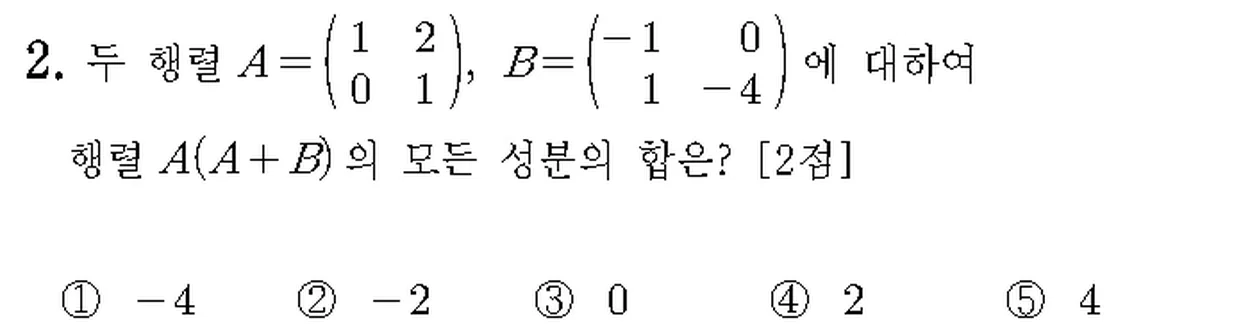 2. 두 행렬 A=(1 2 0 1), B=(-1 0 1 -4)에 대하여
행렬 A(A+B)의 모든 성분의 합은? [2점]
① -4 ② -2 ③ 0 ④ 2 ⑤ 4